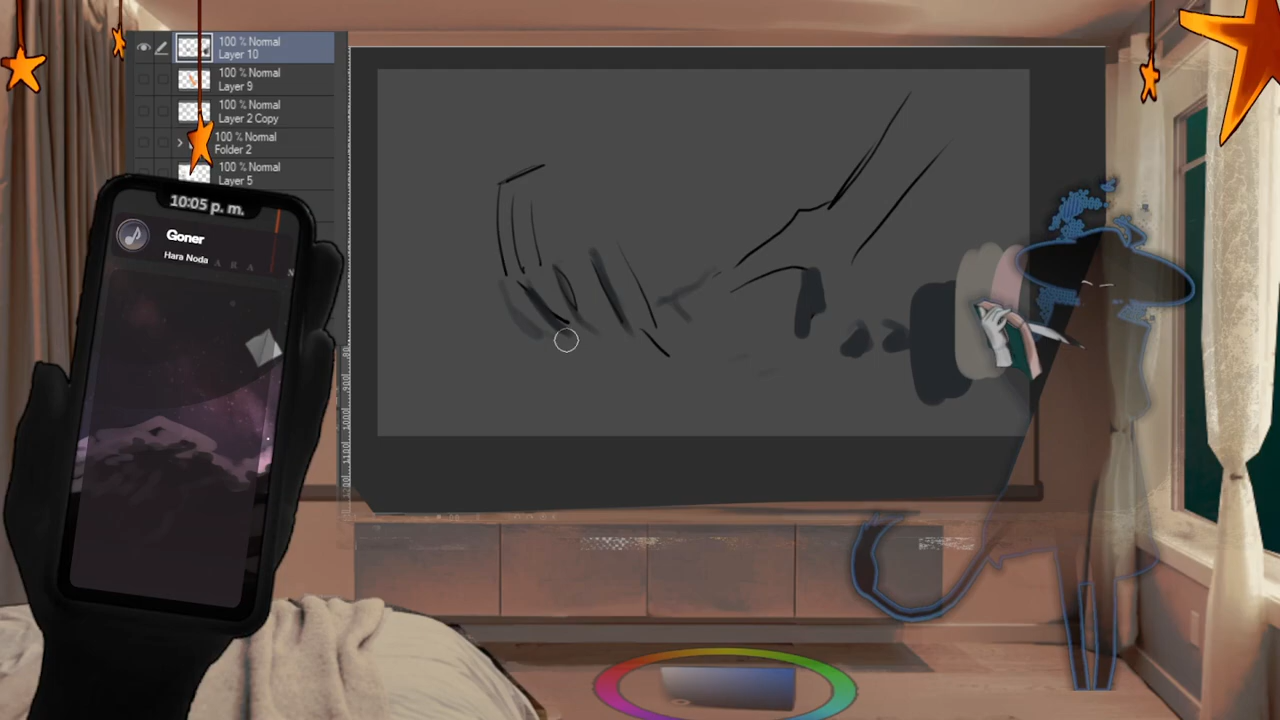 100 % Normal
Layer 10
100 % Normal
Layer 9
100 % Normal
Layer 2 Copy
100 % Normal
Folder 2
100 % Normal
Layer 5
10:05 p. m.
Goner
Hara Noda